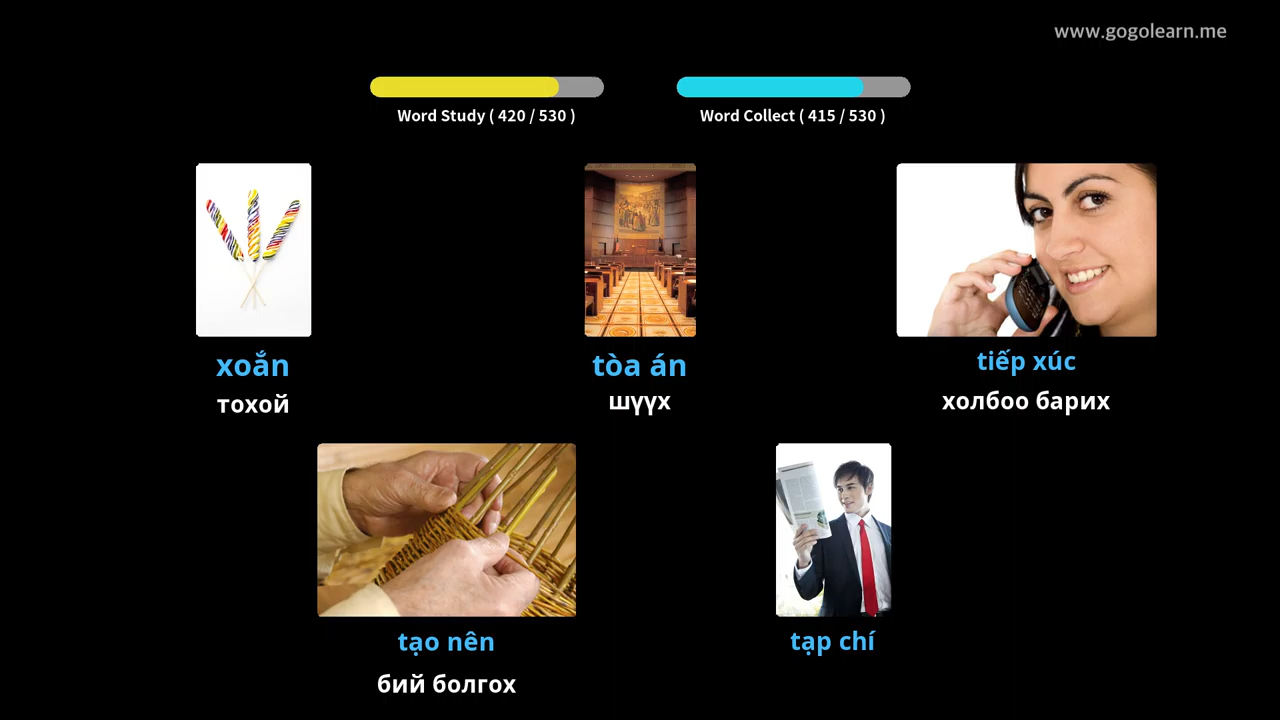 www.gogolearn.me
Word Study ( 420 / 530 )
Word Collect ( 415 / 530 )
xoắn
тохой
tòa án
шүүх
tiếp xúc
холбоо барих
tạo nên
бий болгох
tạp chí